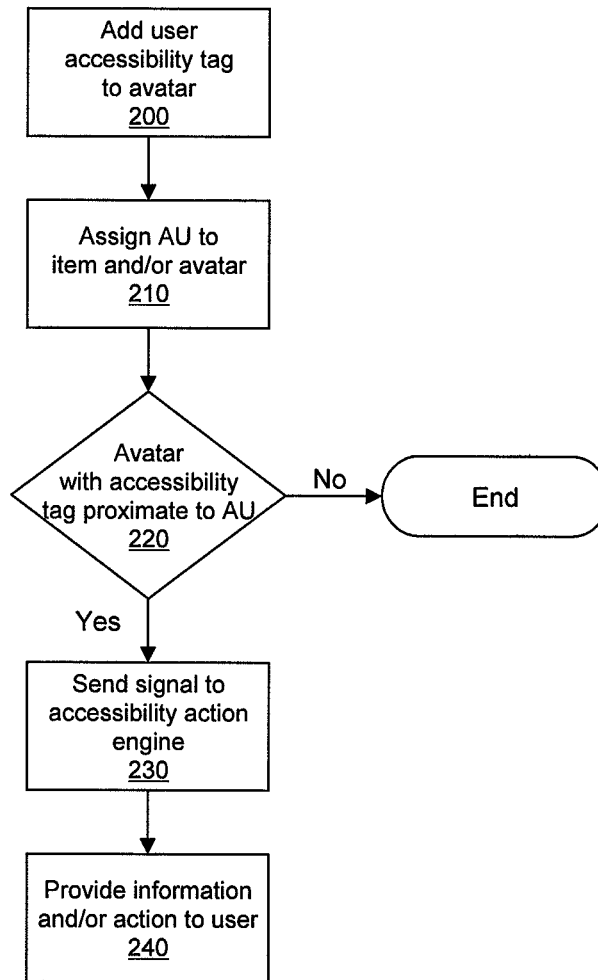 Add user
accessibility tag
to avatar
200
Assign AU to
item and/or avatar
210
Avatar
with accessibility
tag proximate to AU
220
No
End
Yes
Send signal to
accessibility action
engine
230
Provide information
and/or action to user
240